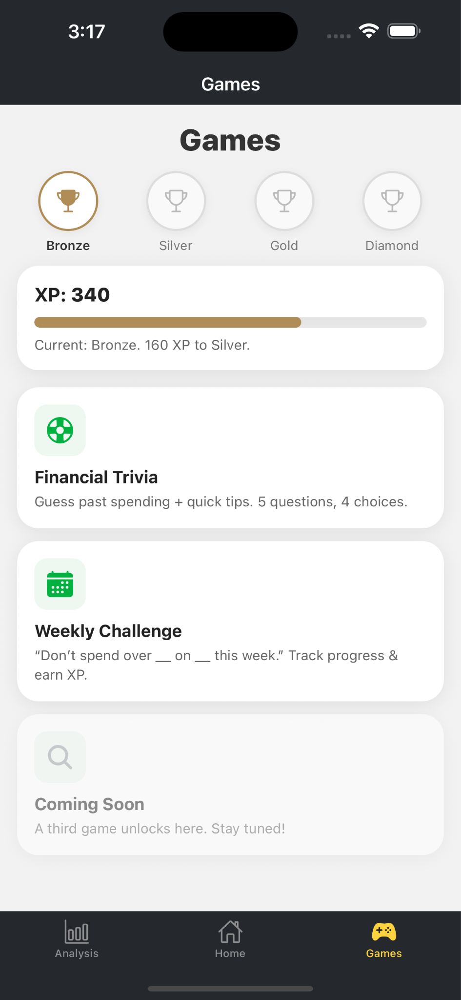 3:17
Games
Games
Bronze
Silver
Gold
Diamond
XP: 340
Current: Bronze. 160 XP to Silver.
Financial Trivia
Guess past spending + quick tips. 5 questions, 4 choices.
Weekly Challenge
“Don’t spend over __ on __ this week.” Track progress &
earn XP.
Coming Soon
A third game unlocks here. Stay tuned!
Analysis
Home
Games